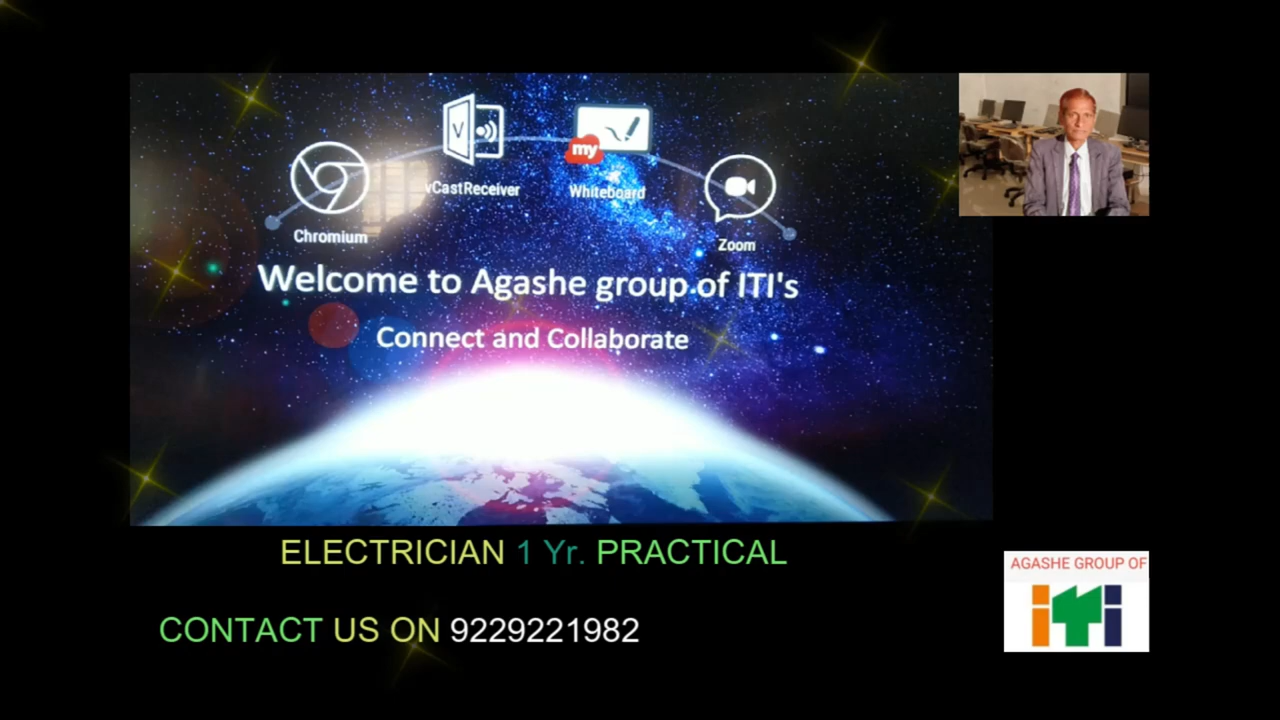 V
my
vCastReceiver
Whiteboard
Chromium
Zoom
Welcome to Agashe group of ITI's
Connect and Collaborate
ELECTRICIAN 1 Yr. PRACTICAL
CONTACT US ON 9229221982
AGASHE GROUP OF
iTi